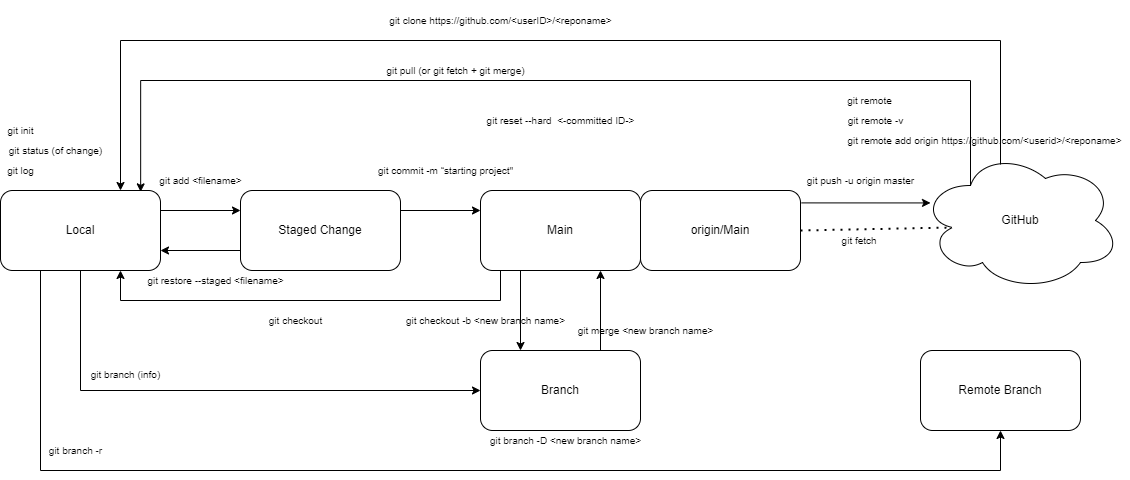 git clone https://github.com/<userID>/<reponame>
git pull (or git fetch + git merge)
git remote
git reset --hard  <-committed ID->
git remote -v
git init
git remote add origin https://github.com/<userid>/<reponame>
git status (of change)
git log
git commit -m "starting project"
git add <filename>
git push -u origin master
Local
Staged Change
Main
origin/Main
GitHub
git fetch
git restore --staged <filename>
git checkout
git checkout -b <new branch name>
git merge <new branch name>
git branch (info)
Branch
Remote Branch
git branch -D <new branch name>
git branch -r